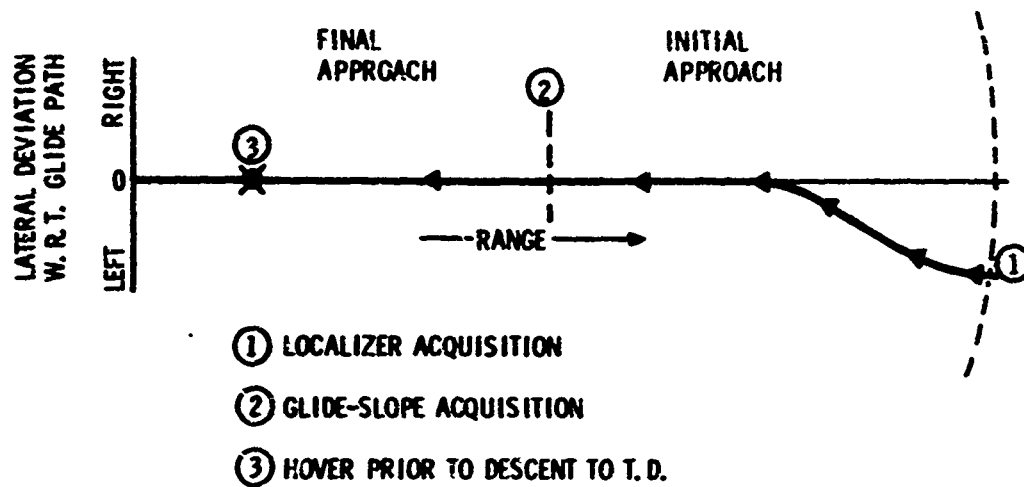 FINAL
APPROACH
INITIAL
APPROACH
LATERAL DEVIATION
W.R.T. GLIDE PATH
RIGHT
0
LEFT
3
2
RANGE
1
1 LOCALIZER ACQUISITION
2 GLIDE-SLOPE ACQUISITION
3 HOVER PRIOR TO DESCENT TO T.D.